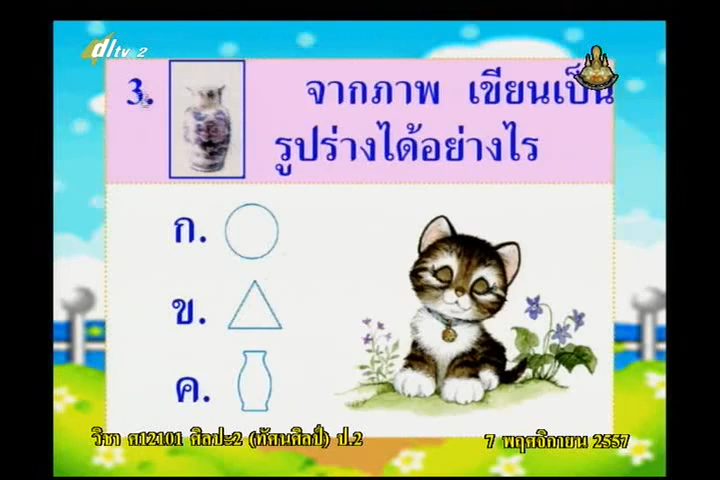 dltv 2
3. จากภาพ เขียนเป็น
รูปร่างได้อย่างไร
ก.
ข.
ค.
วิชา ศ12101 ศิลปะ2 (ทัศนศิลป์) ป.2
7 พฤศจิกายน 2557